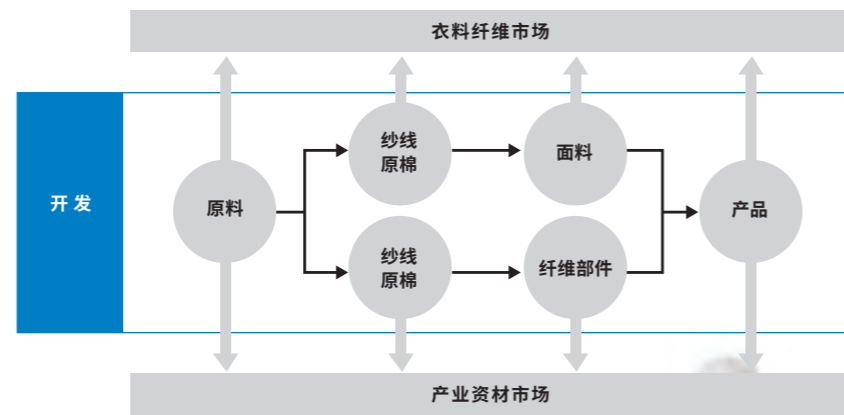 衣料纤维市场
开发
原料
纱线
原棉
面料
纱线
原棉
纤维部件
产品
产业资材市场